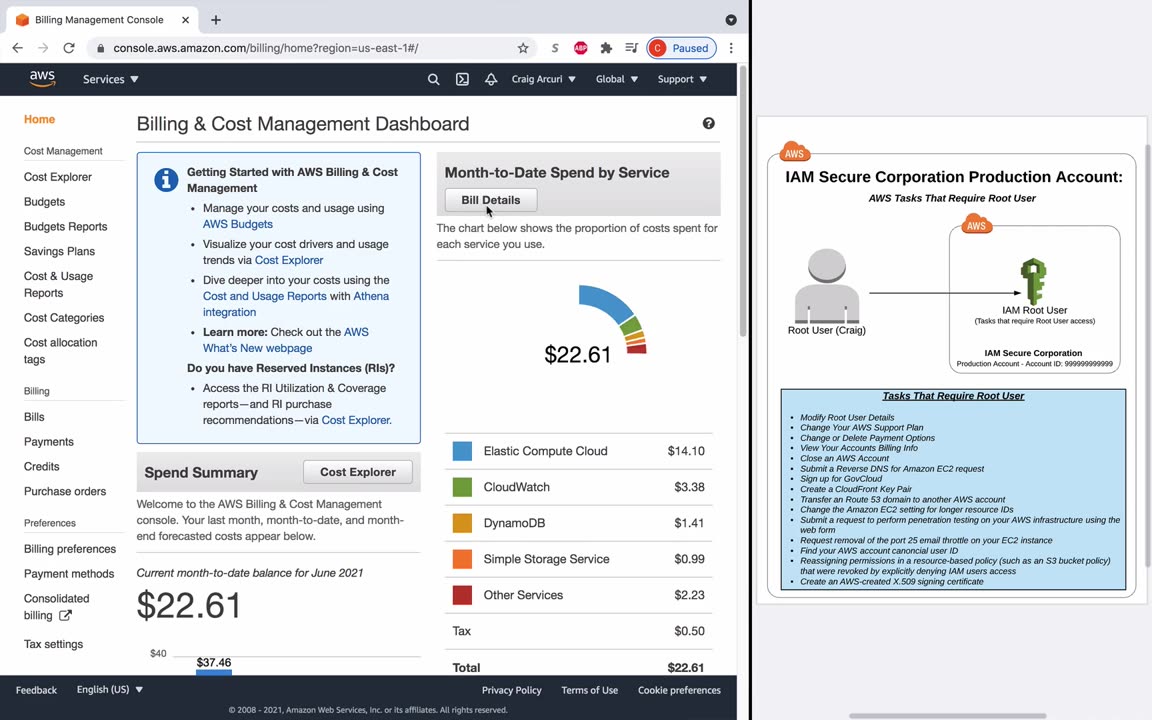 Billing Management Console
console.aws.amazon.com/billing/home?region=us-east-1#/
S
ABP
C Paused
aws
Services
Craig Arcuri
Global
Support
Home
Cost Management
Cost Explorer
Budgets
Budgets Reports
Savings Plans
Cost & Usage
Reports
Cost Categories
Cost allocation
tags
Billing
Bills
Payments
Credits
Purchase orders
Preferences
Billing preferences
Payment methods
Consolidated
billing
Tax settings
Billing & Cost Management Dashboard
Getting Started with AWS Billing & Cost
Management
• Manage your costs and usage using
AWS Budgets
• Visualize your cost drivers and usage
trends via Cost Explorer
• Dive deeper into your costs using the
Cost and Usage Reports with Athena
integration
• Learn more: Check out the AWS
What's New webpage
Do you have Reserved Instances (RIs)?
• Access the RI Utilization & Coverage
reports—and RI purchase
recommendations—via Cost Explorer.
Spend Summary
Cost Explorer
Welcome to the AWS Billing & Cost Management
console. Your last month, month-to-date, and month-
end forecasted costs appear below.
Current month-to-date balance for June 2021
$22.61
$40
$37.46
Month-to-Date Spend by Service
Bill Details
The chart below shows the proportion of costs spent for
each service you use.
$22.61
Elastic Compute Cloud $14.10
CloudWatch $3.38
DynamoDB $1.41
Simple Storage Service $0.99
Other Services $2.23
Tax $0.50
Total $22.61
Feedback
English (US)
Privacy Policy
Terms of Use
Cookie preferences
© 2008 - 2021, Amazon Web Services, Inc. or its affiliates. All rights reserved.
AWS
IAM Secure Corporation Production Account:
AWS Tasks That Require Root User
AWS
Root User (Craig)
IAM Root User
(Tasks that require Root User access)
IAM Secure Corporation
Production Account - Account ID: 999999999999
Tasks That Require Root User
• Modify Root User Details
• Change Your AWS Support Plan
• Change or Delete Payment Options
• View Your Accounts Billing Info
• Close an AWS Account
• Submit a Reverse DNS for Amazon EC2 request
• Sign up for GovCloud
• Create a CloudFront Key Pair
• Transfer an Route 53 domain to another AWS account
• Change the Amazon EC2 setting for longer resource IDs
• Submit a request to perform penetration testing on your AWS infrastructure using the
web form
• Request removal of the port 25 email throttle on your EC2 instance
• Find your AWS account canonical user ID
• Reassigning permissions in a resource-based policy (such as an S3 bucket policy)
that were revoked by explicitly denying IAM users access
• Create an AWS-created X.509 signing certificate